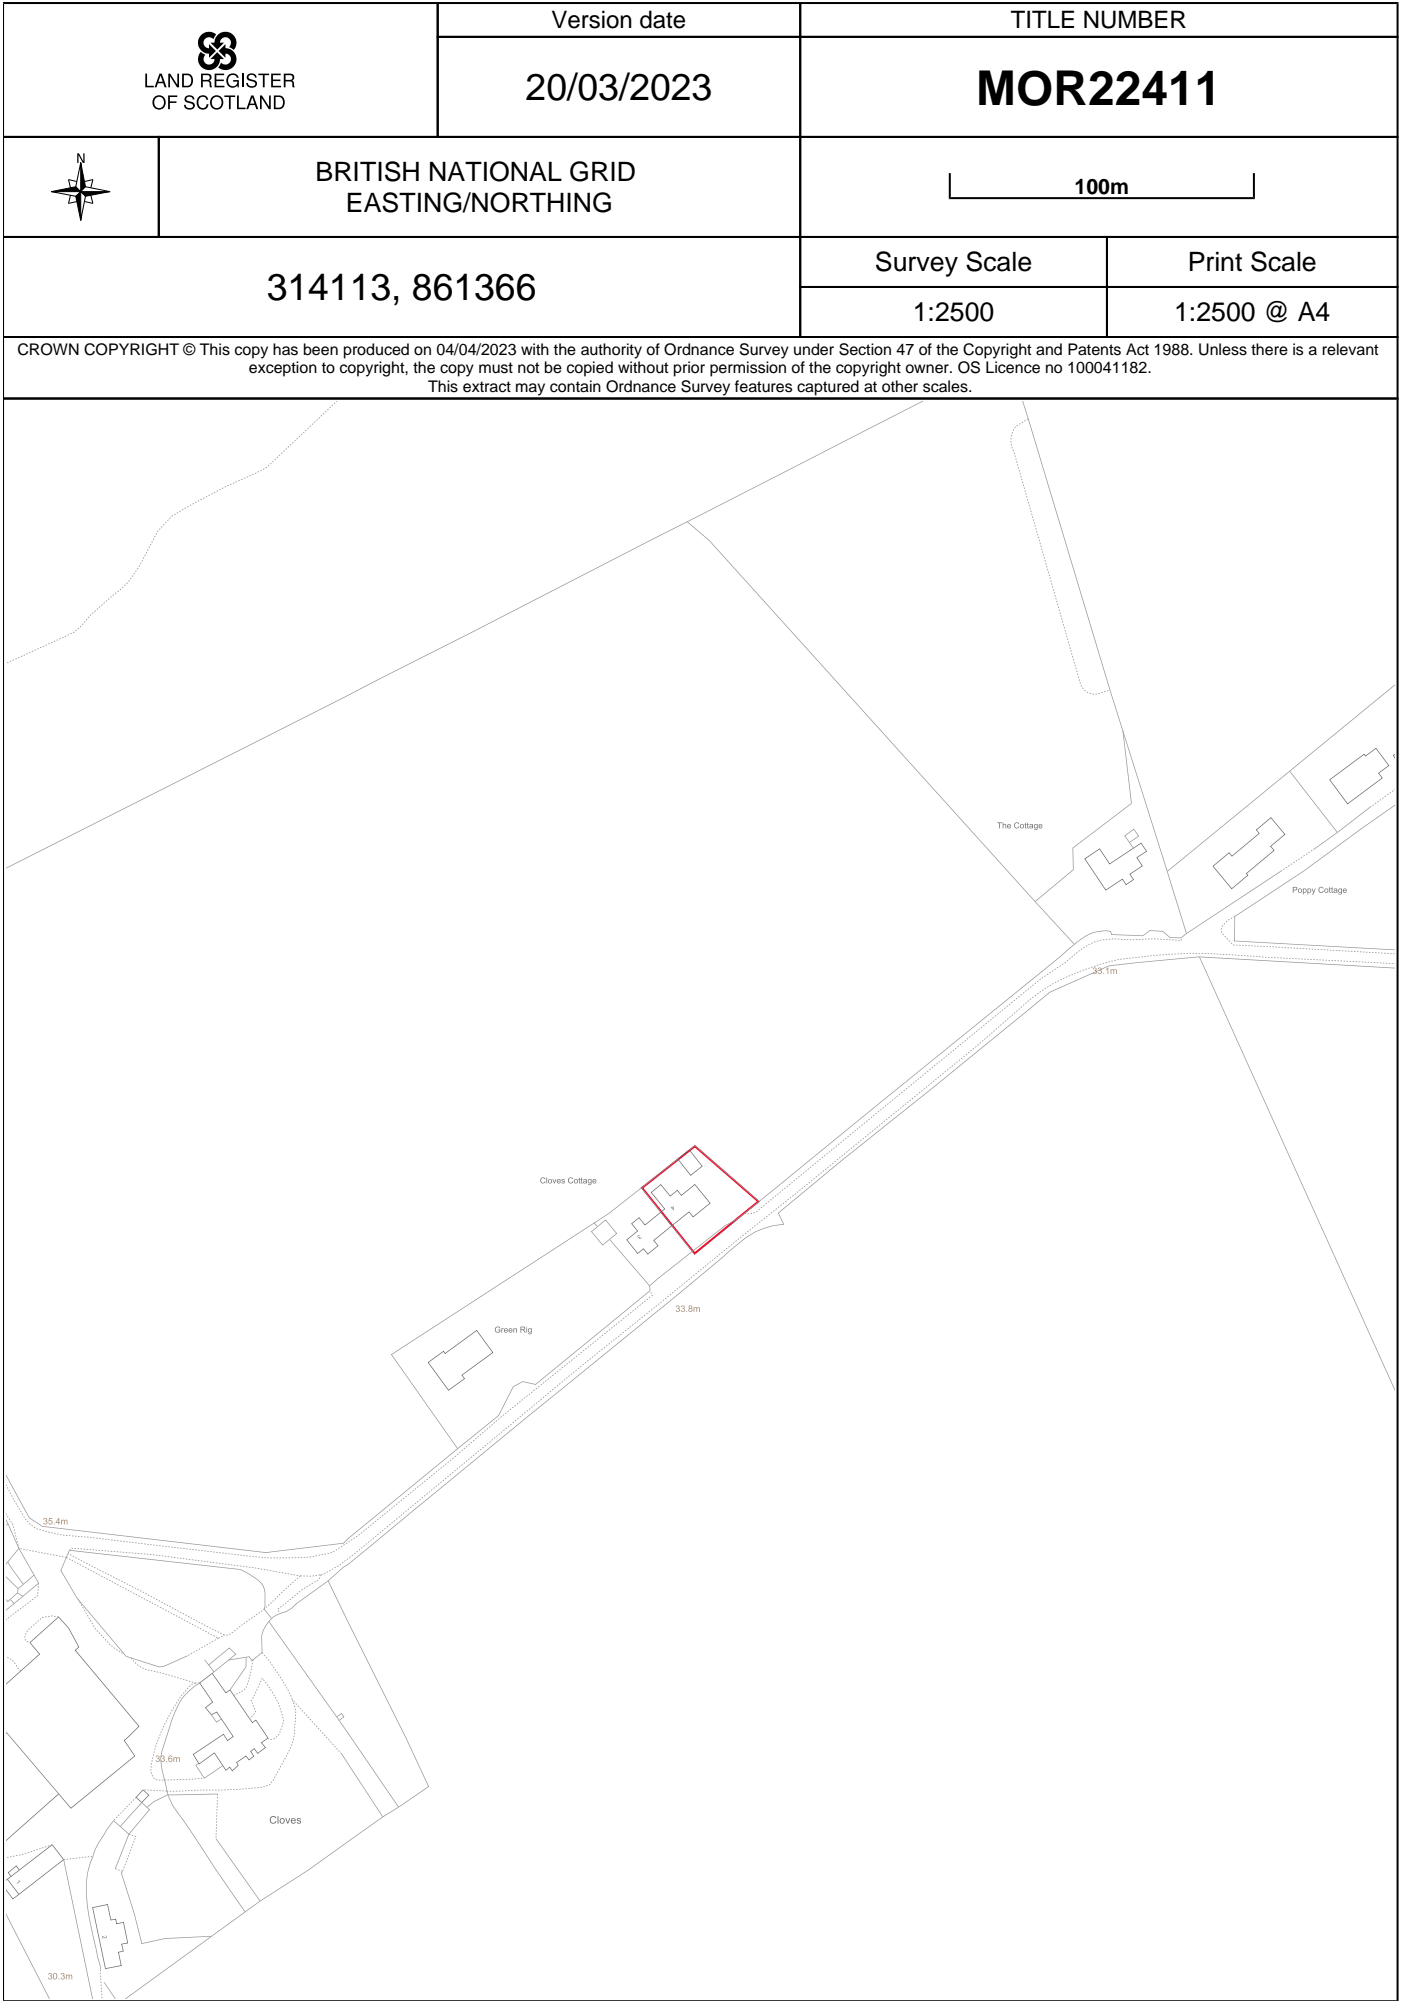 LAND REGISTER
OF SCOTLAND
Version date
20/03/2023
TITLE NUMBER
MOR22411
N
BRITISH NATIONAL GRID
EASTING/NORTHING
100m
314113, 861366
Survey Scale
1:2500
Print Scale
1:2500 @ A4
CROWN COPYRIGHT © This copy has been produced on 04/04/2023 with the authority of Ordnance Survey under Section 47 of the Copyright and Patents Act 1988. Unless there is a relevant
exception to copyright, the copy must not be copied without prior permission of the copyright owner. OS Licence no 100041182.
This extract may contain Ordnance Survey features captured at other scales.
The Cottage
Poppy Cottage
33.1m
Cloves Cottage
4
3
33.8m
Green Rig
35.4m
33.6m
Cloves
1
2
30.3m